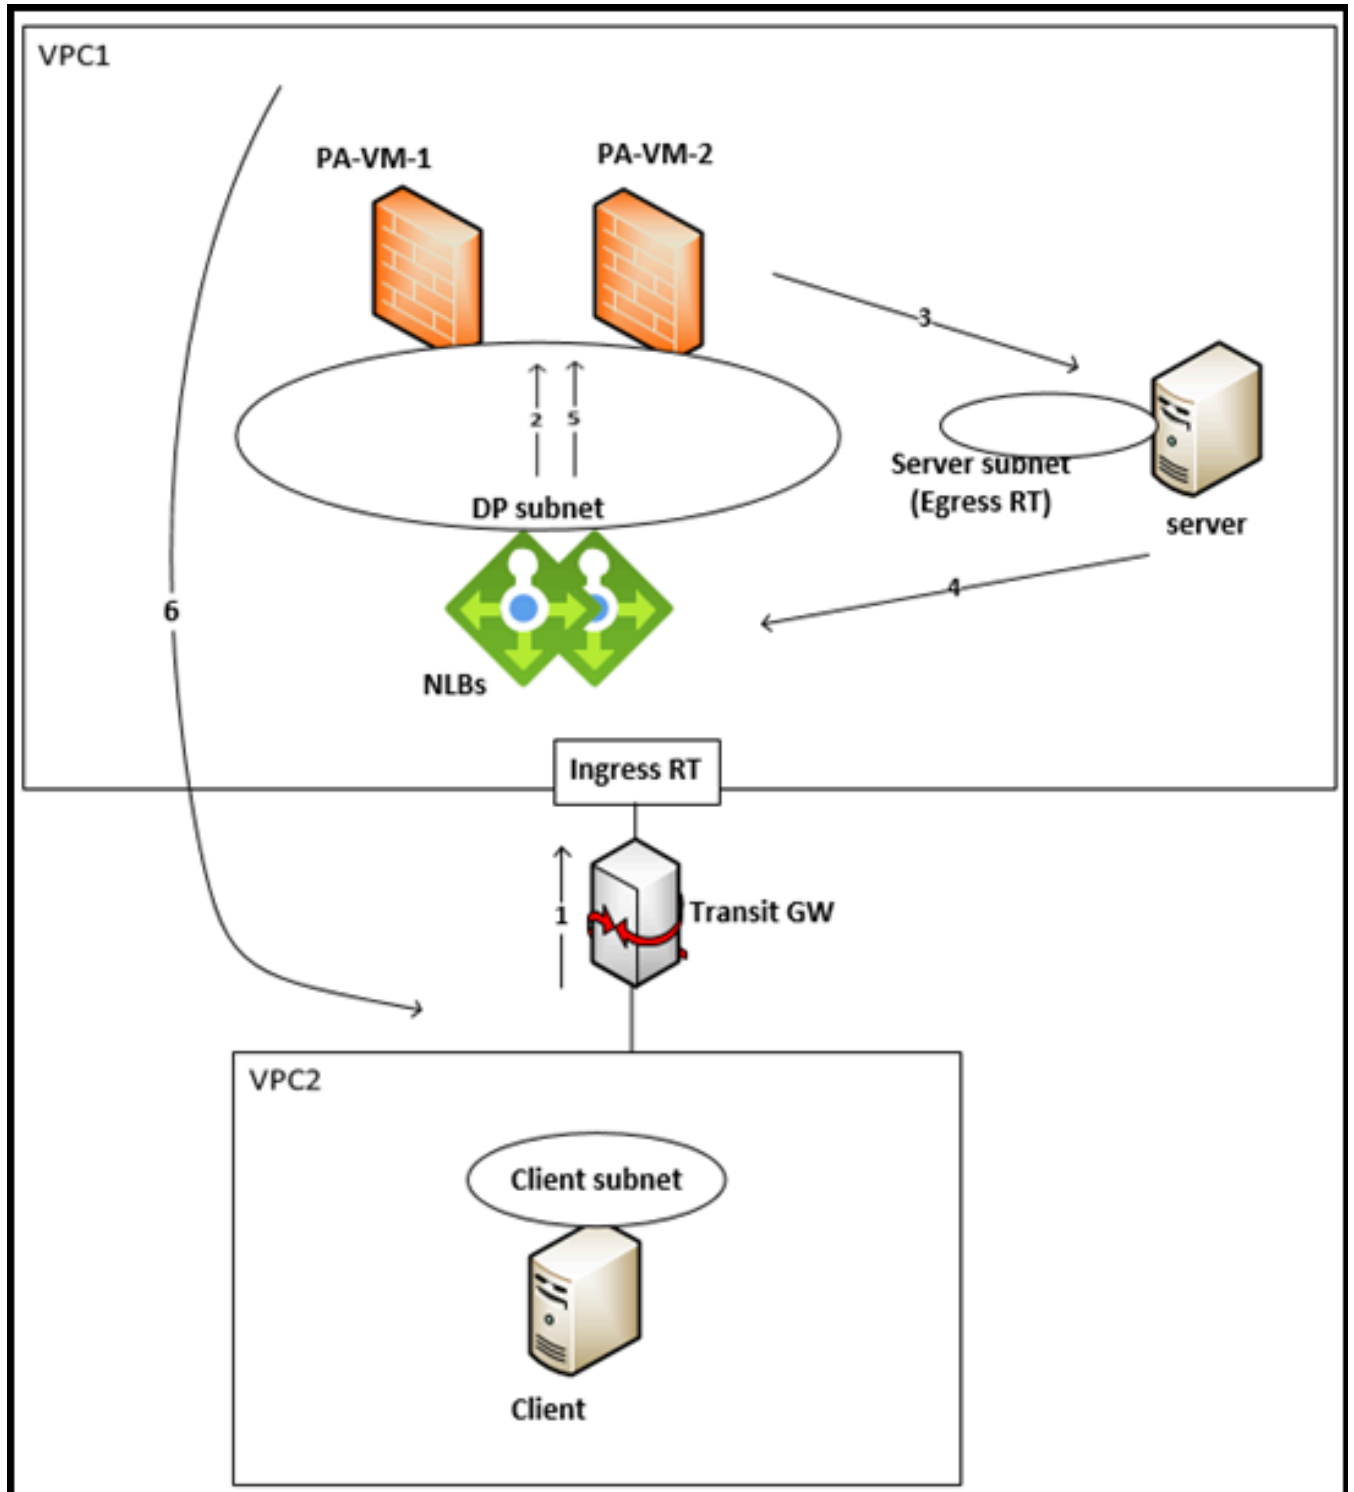 VPC1
PA-VM-1
PA-VM-2
3
2
5
Server subnet
(Egress RT)
DP subnet
server
4
6
NLBs
Ingress RT
1
Transit GW
VPC2
Client subnet
Client